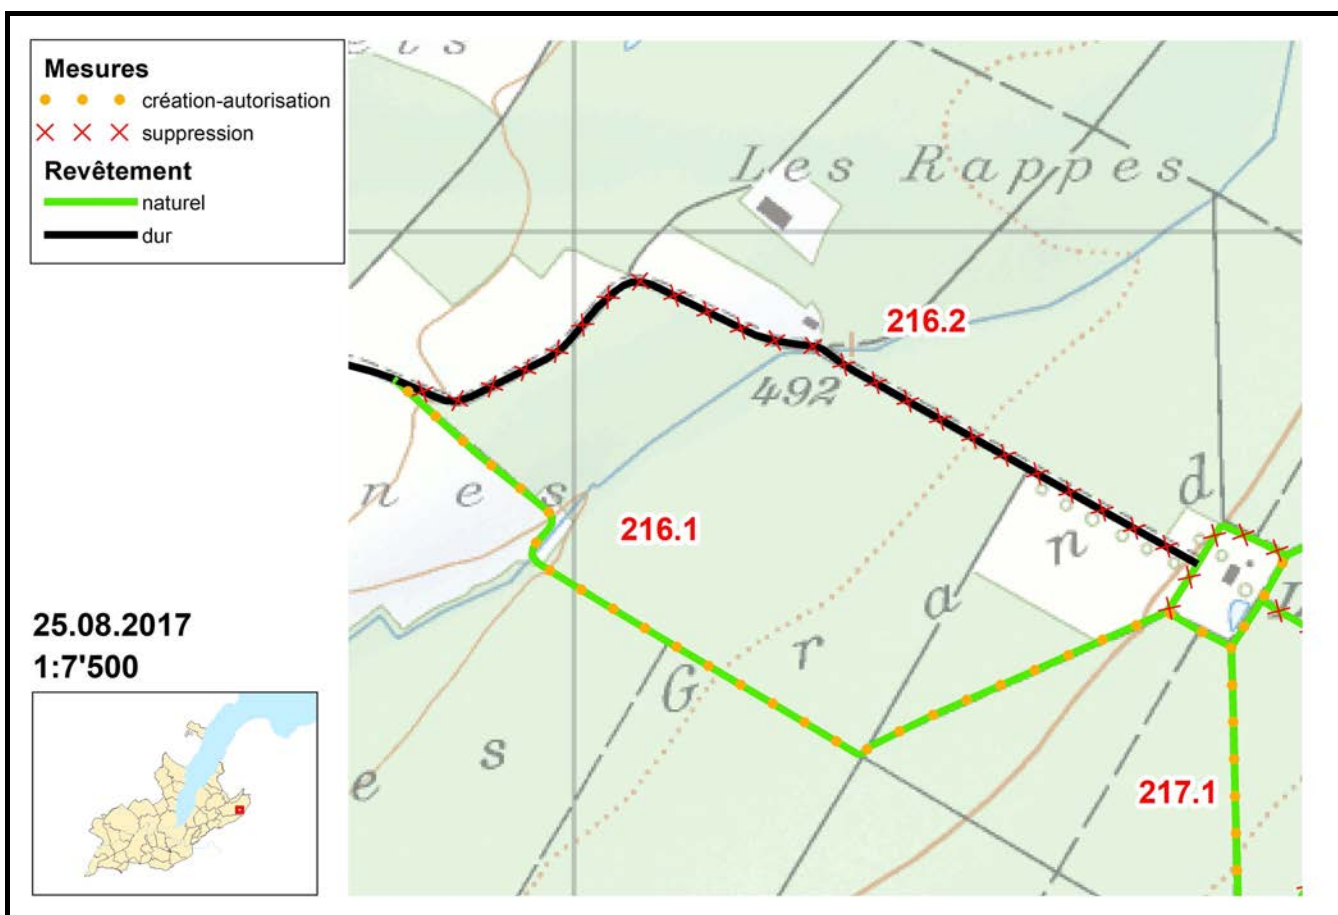 Mesures
création-autorisation
suppression
Revêtement
naturel
dur
Les Rappes
216.2
492
nes
216.1
d
n
a
r
G
s
e
217.1
25.08.2017
1:7'500